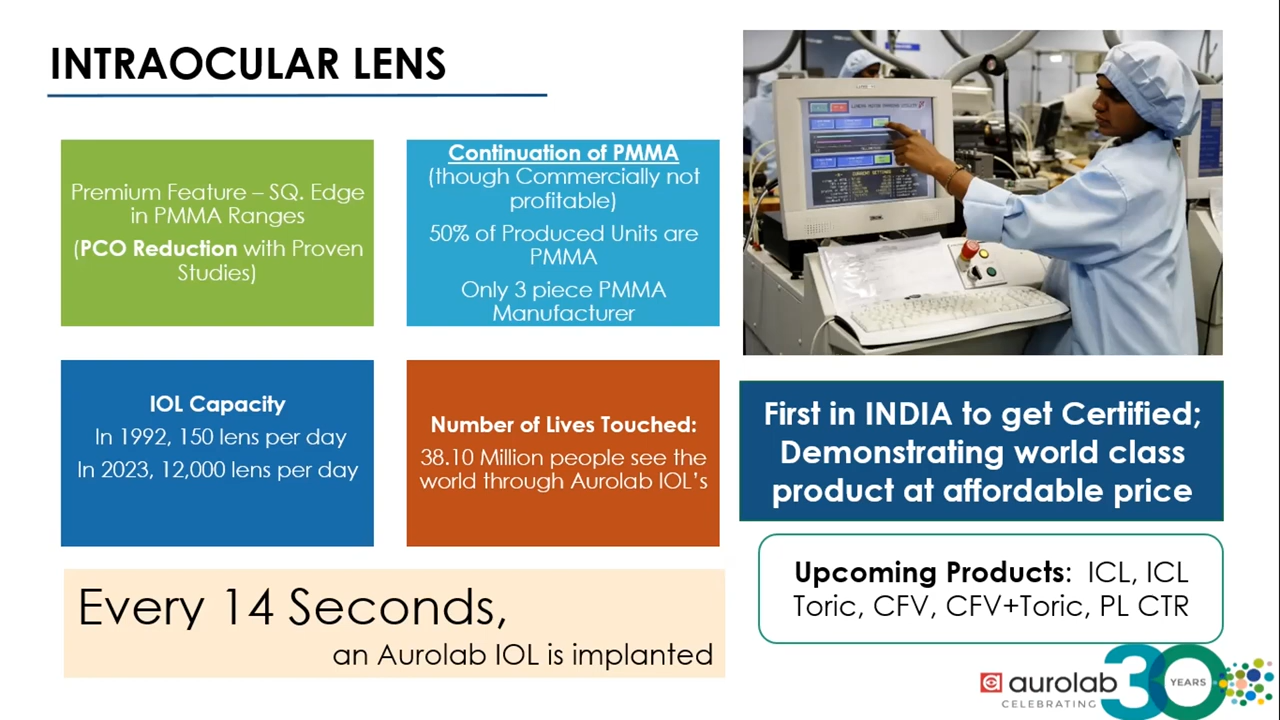 INTRAOCULAR LENS
Premium Feature – SQ. Edge
in PMMA Ranges
(PCO Reduction with Proven
Studies)
Continuation of PMMA
(though Commercially not
profitable)
50% of Produced Units are
PMMA
Only 3 piece PMMA
Manufacturer
IOL Capacity
In 1992, 150 lens per day
In 2023, 12,000 lens per day
Number of Lives Touched:
38.10 Million people see the
world through Aurolab IOL’s
Every 14 Seconds,
an Aurolab IOL is implanted
CURRENT SETTINGS
First in INDIA to get Certified;
Demonstrating world class
product at affordable price
Upcoming Products: ICL, ICL
Toric, CFV, CFV+Toric, PL CTR
aurolab
CELEBRATING
30
YEARS